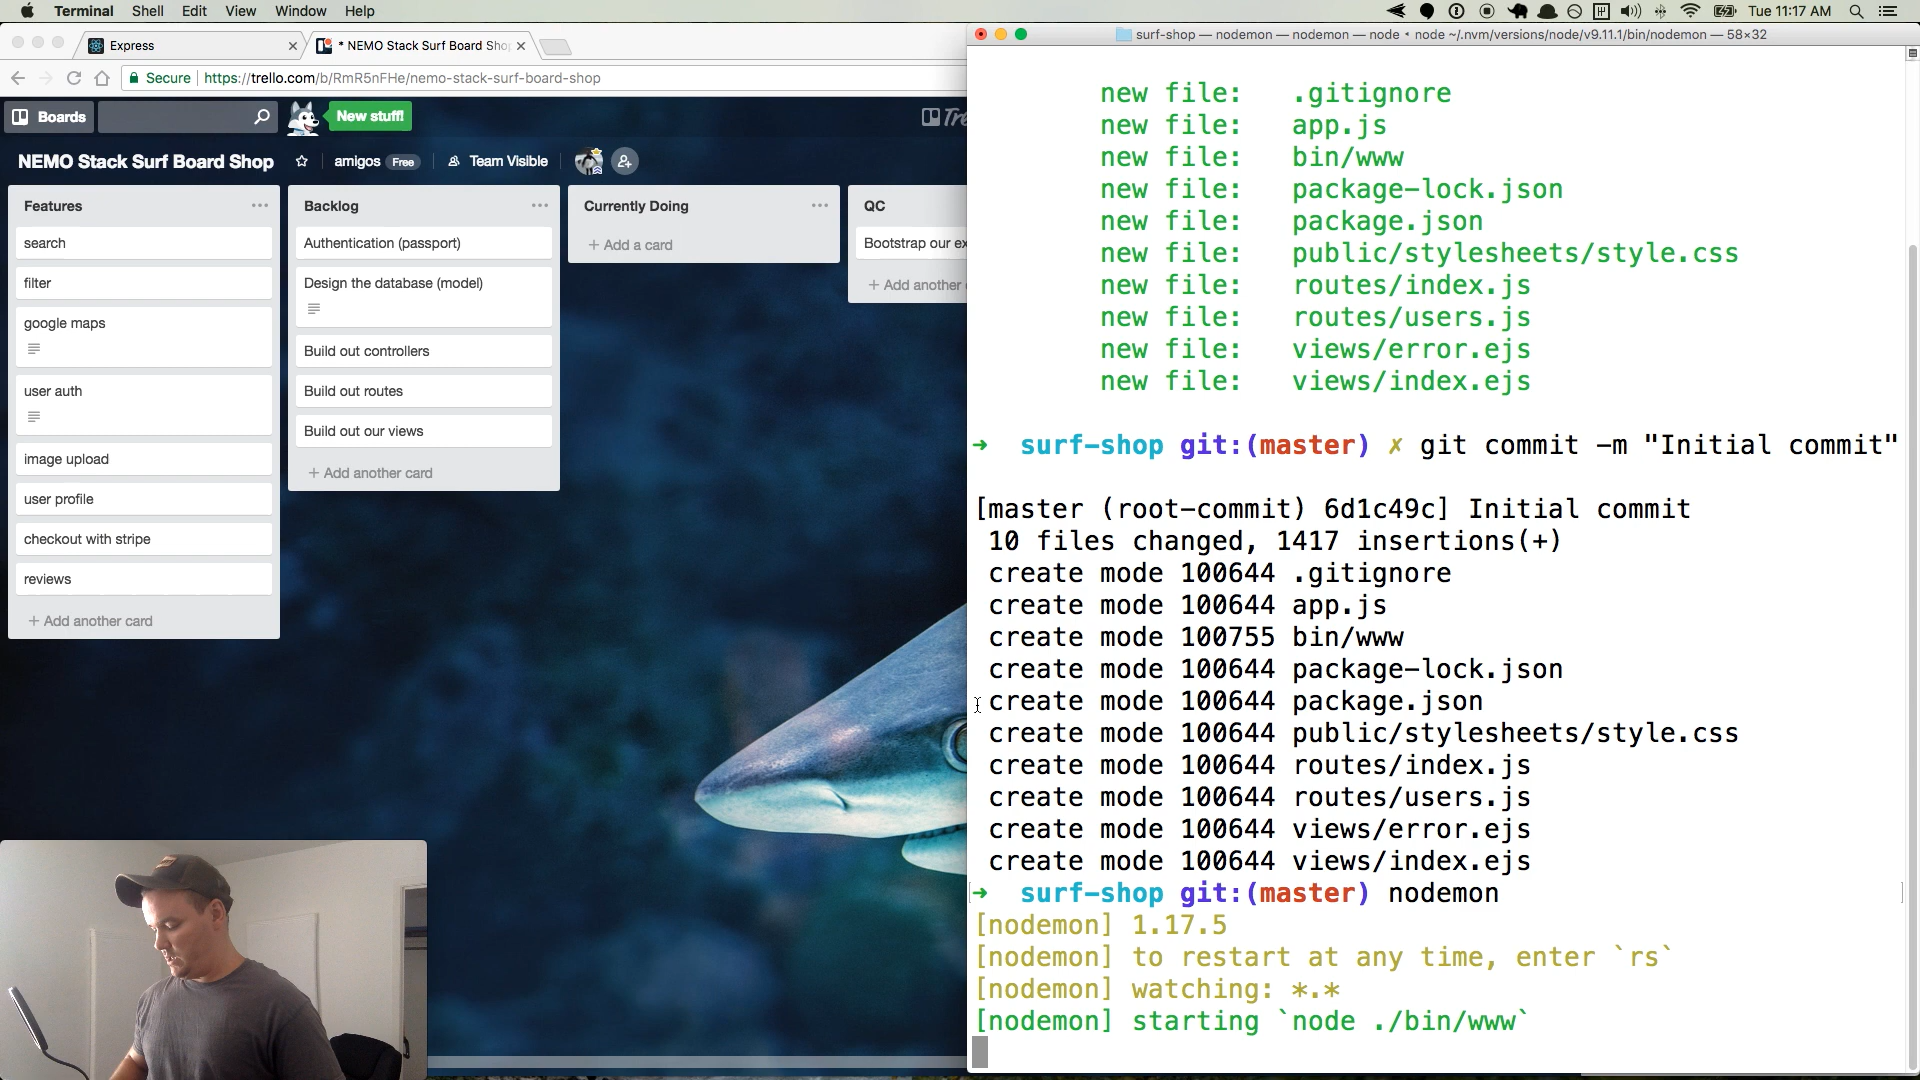 Terminal Shell Edit View Window Help
Tue 11:17 AM
Express
* NEMO Stack Surf Board Sho
Secure https://trello.com/b/RmR5nFHe/nemo-stack-surf-board-shop
Boards
New stuff!
Tre
NEMO Stack Surf Board Shop
amigos Free
Team Visible
Features
search
filter
google maps
user auth
image upload
user profile
checkout with stripe
reviews
+ Add another card
Backlog
Authentication (passport)
Design the database (model)
Build out controllers
Build out routes
Build out our views
+ Add another card
Currently Doing
+ Add a card
QC
Bootstrap our ex
+ Add another
surf-shop — nodemon — nodemon — node ◂ node ~/.nvm/versions/node/v9.11.1/bin/nodemon — 58×32
new file: .gitignore
new file: app.js
new file: bin/www
new file: package-lock.json
new file: package.json
new file: public/stylesheets/style.css
new file: routes/index.js
new file: routes/users.js
new file: views/error.ejs
new file: views/index.ejs
➜ surf-shop git:(master) ✗ git commit -m "Initial commit"
[master (root-commit) 6d1c49c] Initial commit
10 files changed, 1417 insertions(+)
create mode 100644 .gitignore
create mode 100644 app.js
create mode 100755 bin/www
create mode 100644 package-lock.json
create mode 100644 package.json
create mode 100644 public/stylesheets/style.css
create mode 100644 routes/index.js
create mode 100644 routes/users.js
create mode 100644 views/error.ejs
create mode 100644 views/index.ejs
➜ surf-shop git:(master) nodemon
[nodemon] 1.17.5
[nodemon] to restart at any time, enter `rs`
[nodemon] watching: *.*
[nodemon] starting `node ./bin/www`